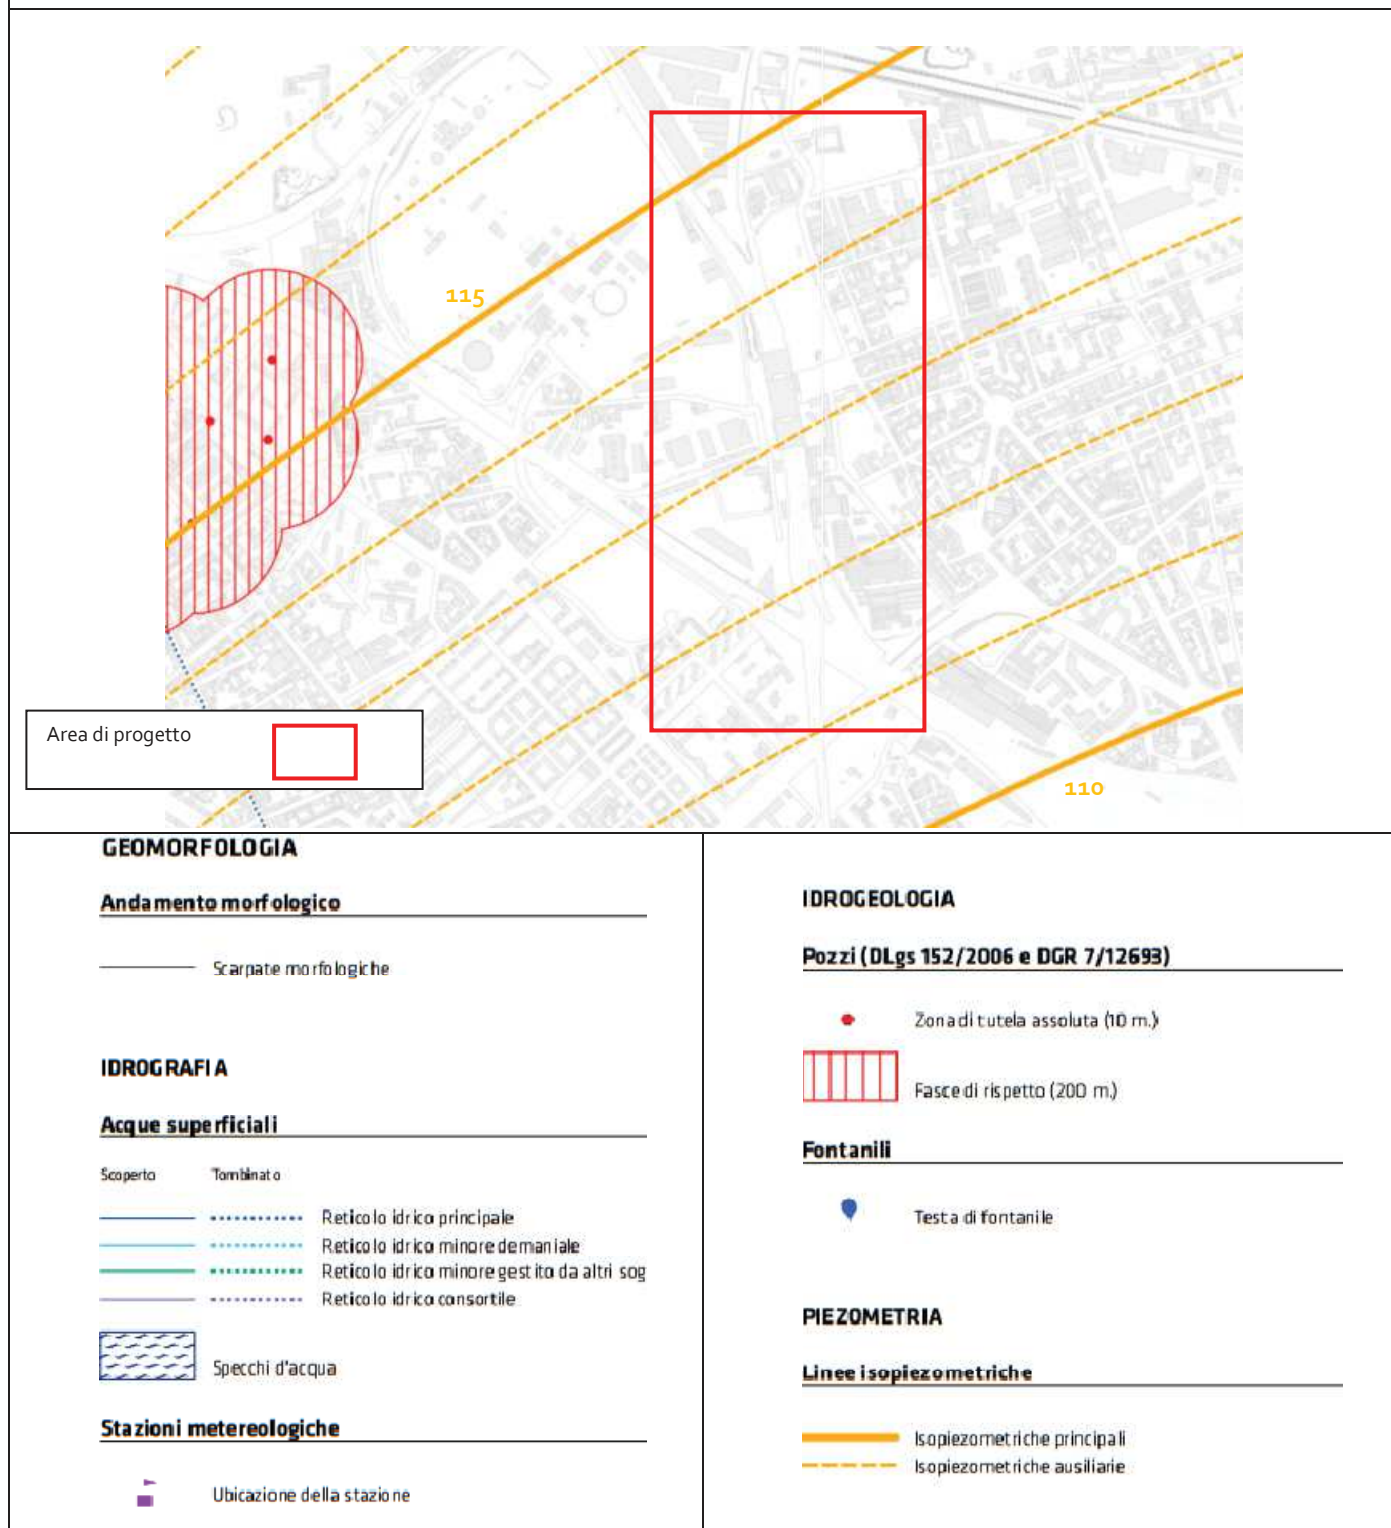 115
Area di progetto
110
GEOMORFOLOGIA
Andamento morfologico
Scarpate morfologiche
IDROGRAFIA
Acque superficiali
Scoperto Tombinato
Reticolo idrico principale
Reticolo idrico minore demaniale
Reticolo idrico minore gestito da altri sog
Reticolo idrico consortile
Specchi d'acqua
Stazioni metereologiche
Ubicazione della stazione
IDROGEOLOGIA
Pozzi (DLgs 152/2006 e DGR 7/12693)
Zona di tutela assoluta (10 m.)
Fasce di rispetto (200 m.)
Fontanili
Testa di fontanile
PIEZOMETRIA
Linee isopiezometriche
Isopiezometriche principali
Isopiezometriche ausiliarie